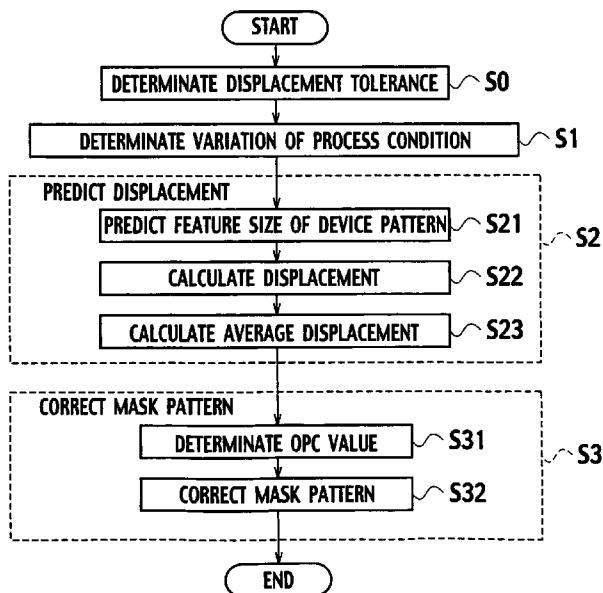 START
DETERMINATE DISPLACEMENT TOLERANCE S0
DETERMINATE VARIATION OF PROCESS CONDITION S1
PREDICT DISPLACEMENT
PREDICT FEATURE SIZE OF DEVICE PATTERN S21
S2
CALCULATE DISPLACEMENT S22
CALCULATE AVERAGE DISPLACEMENT S23
CORRECT MASK PATTERN
DETERMINATE OPC VALUE S31
S3
CORRECT MASK PATTERN S32
END